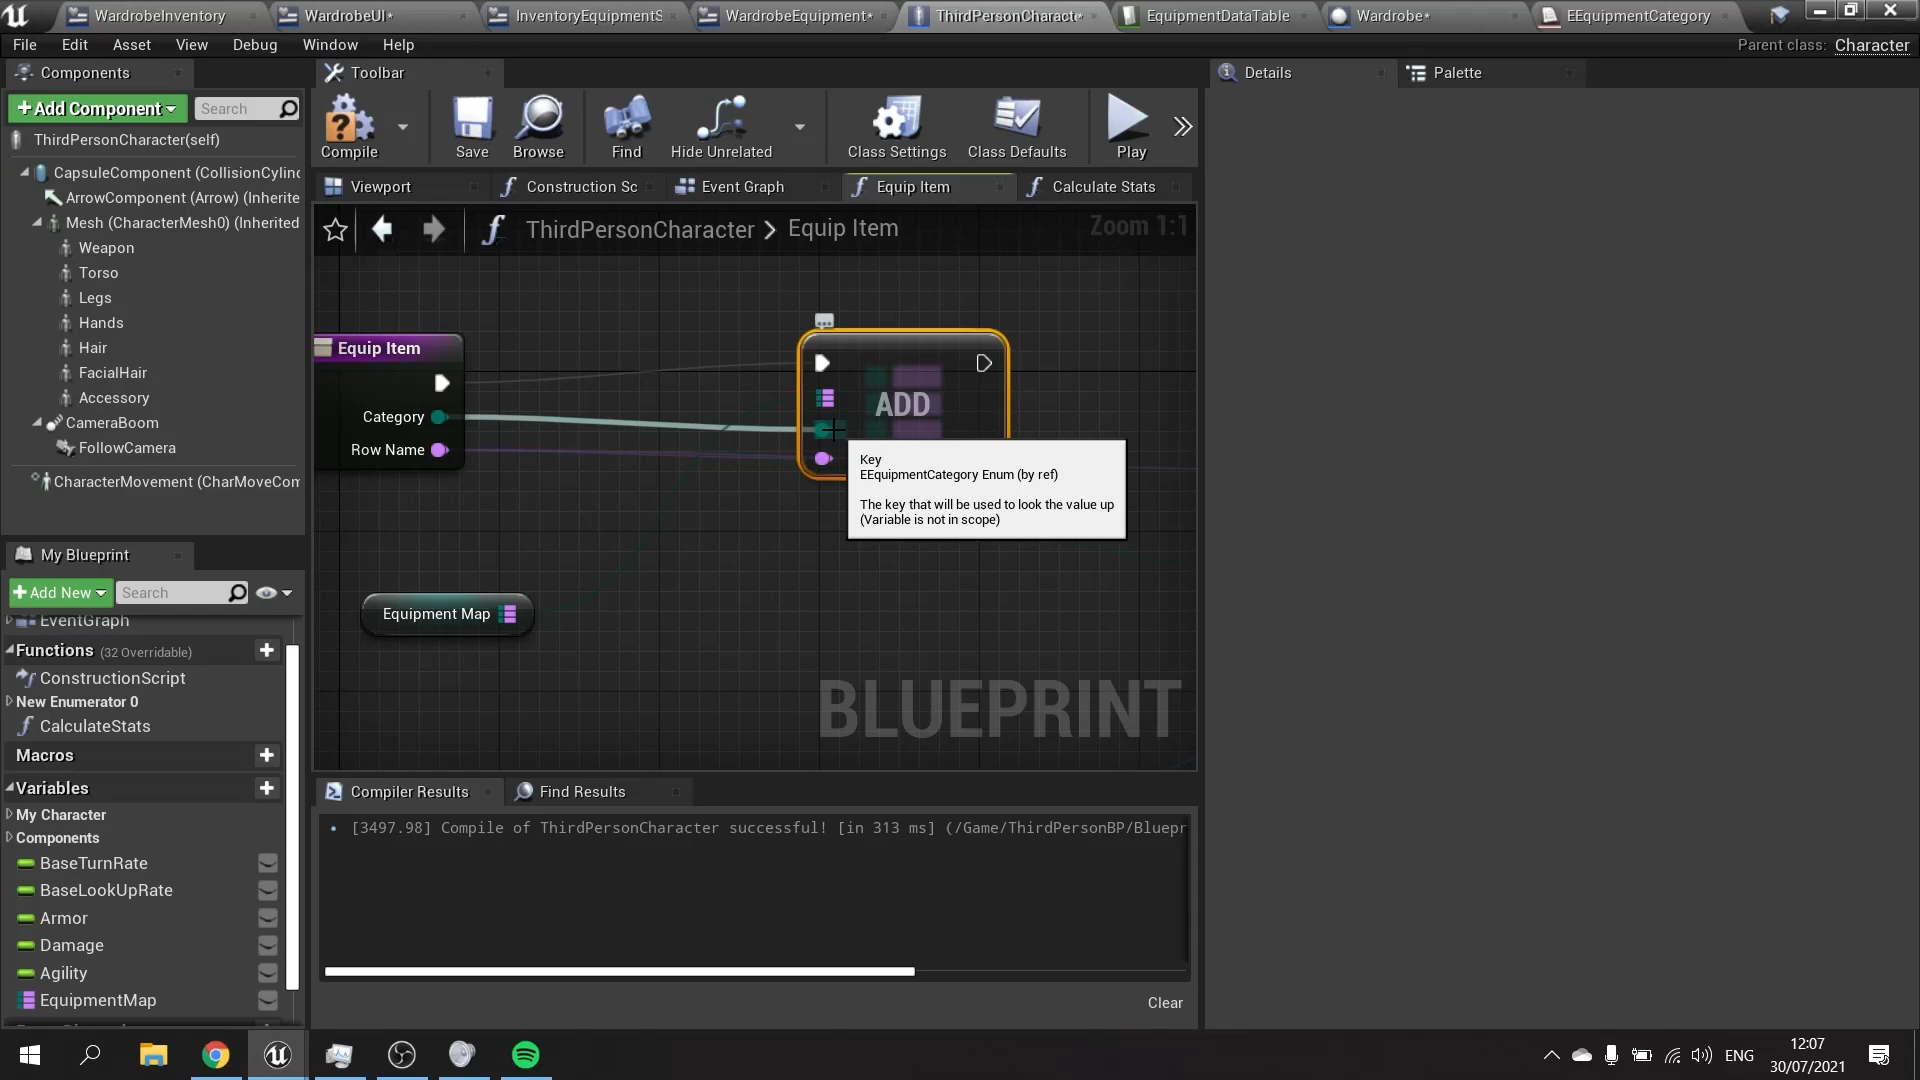 WardrobeInventory
WardrobeUI*
InventoryEquipmentS
WardrobeEquipment*
ThirdPersonCharact*
EquipmentDataTable
Wardrobe*
EEquipmentCategory
File
Edit
Asset
View
Debug
Window
Help
Parent class: Character
Components
Toolbar
Details
Palette
+Add Component
Search
Compile
Save
Browse
Find
Hide Unrelated
Class Settings
Class Defaults
Play
ThirdPersonCharacter(self)
CapsuleComponent (CollisionCylinc
ArrowComponent (Arrow) (Inherite
Mesh (CharacterMesh0) (Inherited
Weapon
Torso
Legs
Hands
Hair
FacialHair
Accessory
CameraBoom
FollowCamera
CharacterMovement (CharMoveCom
Viewport
Construction Sc
Event Graph
Equip Item
Calculate Stats
ThirdPersonCharacter > Equip Item
Zoom 1:1
Equip Item
Category
Row Name
ADD
Key
EEquipmentCategory Enum (by ref)
The key that will be used to look the value up
(Variable is not in scope)
Equipment Map
BLUEPRINT
My Blueprint
+Add New
Search
EventGraph
Functions (32 Overridable)
ConstructionScript
New Enumerator 0
CalculateStats
Macros
Variables
My Character
Components
BaseTurnRate
BaseLookUpRate
Armor
Damage
Agility
EquipmentMap
Compiler Results
Find Results
[3497.98] Compile of ThirdPersonCharacter successful! [in 313 ms] (/Game/ThirdPersonBP/Bluepr
Clear
ENG
12:07
30/07/2021